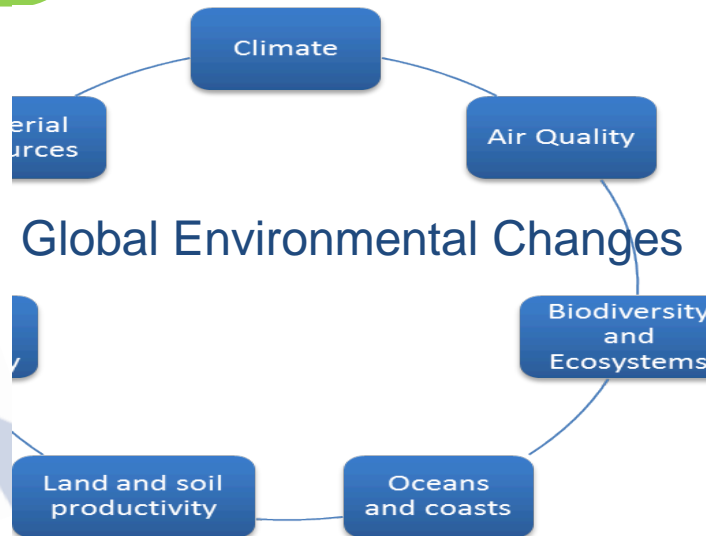 Climate
Air Quality
Global Environmental Changes
Biodiversity
and
Ecosystems
Land and soil
productivity
Oceans
and coasts